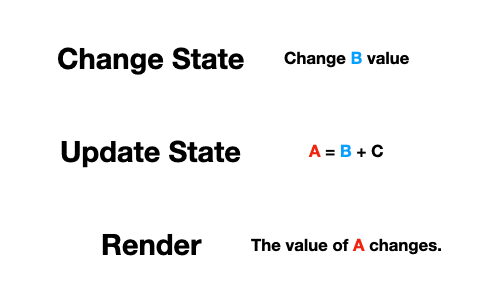 Change State Change B value
Update State A = B + C
Render The value of A changes.